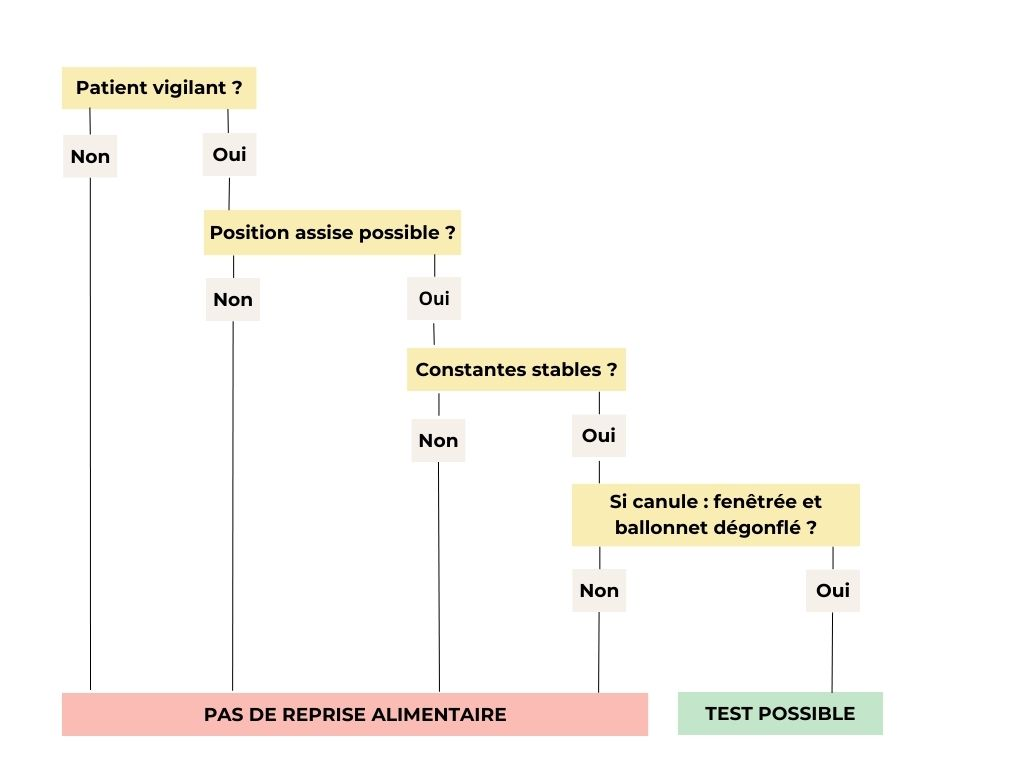 Patient vigilant ?
Non
Oui
Position assise possible ?
Non
Oui
Constantes stables ?
Non
Oui
Si canule : fenêtrée et
ballonnet dégonflé ?
Non
Oui
PAS DE REPRISE ALIMENTAIRE
TEST POSSIBLE